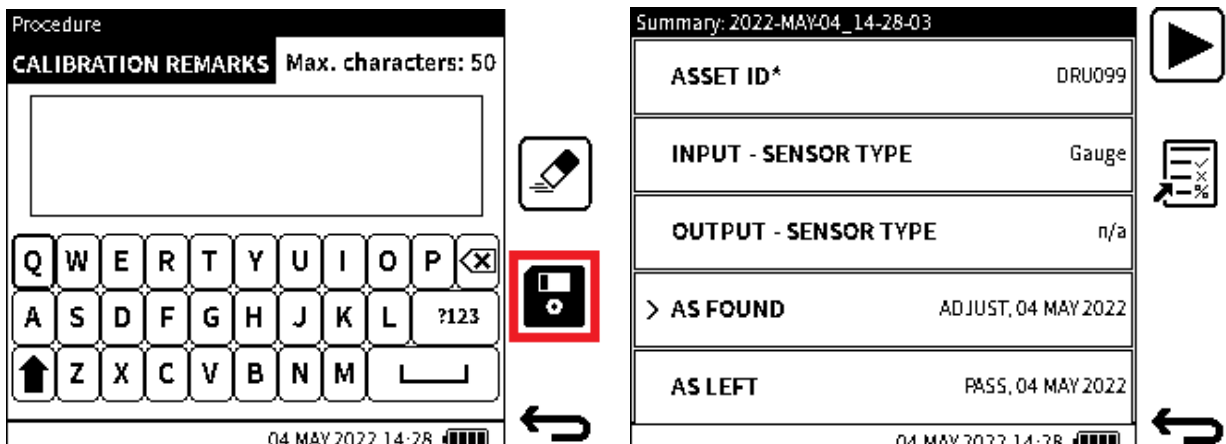 Procedure
CALIBRATION REMARKS Max. characters: 50
Q W E R T Y U I O P
A S D F G H J K L ?123
Z X C V B N M
04 MAY 2022 14:28
Summary: 2022-MAY-04_14-28-03
ASSET ID* DRU099
INPUT - SENSOR TYPE Gauge
OUTPUT - SENSOR TYPE n/a
> AS FOUND ADJUST, 04 MAY 2022
AS LEFT PASS, 04 MAY 2022
04 MAY 2022 14:28